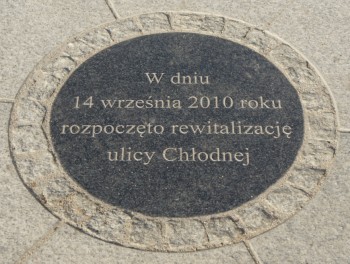 W dniu
14 września 2010 roku
rozpoczęto rewitalizację
ulicy Chłodnej